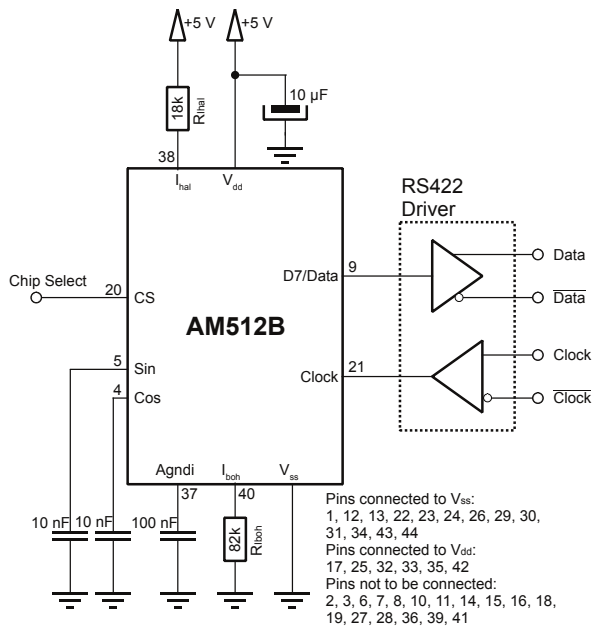 +5 V
+5 V
10 µF
18k
RIhal
38
Ihal
Vdd
RS422
Driver
9
D7/Data
Data
Data
Chip Select
20
CS
AM512B
5
Sin
4
Cos
Clock
21
Clock
Clock
Agndi
Iboh
Vss
37
40
10 nF
10 nF
100 nF
82k
RIboh
Pins connected to Vss:
1, 12, 13, 22, 23, 24, 26, 29, 30,
31, 34, 43, 44
Pins connected to Vdd:
17, 25, 32, 33, 35, 42
Pins not to be connected:
2, 3, 6, 7, 8, 10, 11, 14, 15, 16, 18,
19, 27, 28, 36, 39, 41